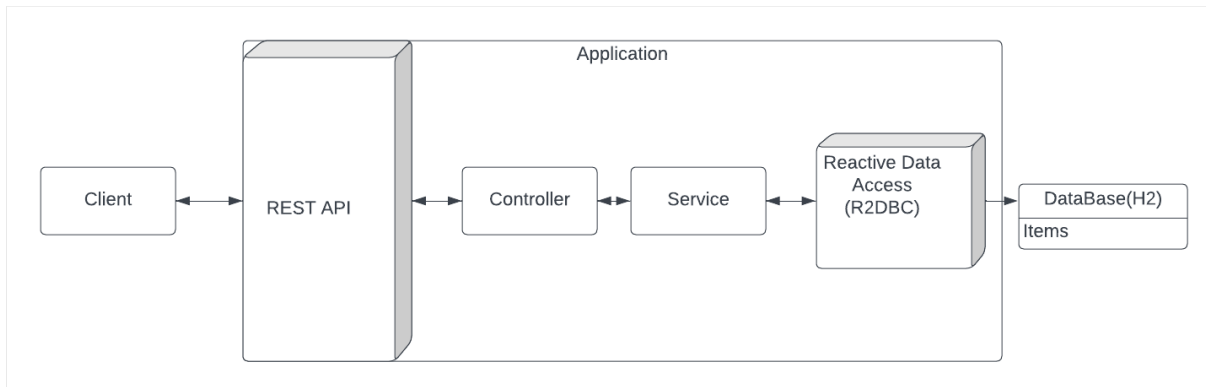 Application
Client
REST API
Controller
Service
Reactive Data
Access
(R2DBC)
DataBase(H2)
Items